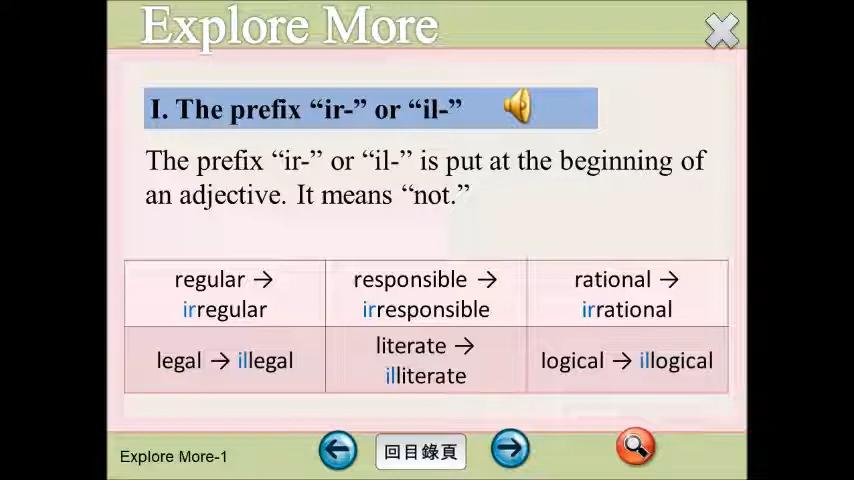 Explore More
I. The prefix “ir-” or “il-”
The prefix “ir-” or “il-” is put at the beginning of
an adjective. It means “not.”
regular →
irregular
responsible →
irresponsible
rational →
irrational
legal → illegal
literate →
illiterate
logical → illogical
Explore More-1
回目錄頁